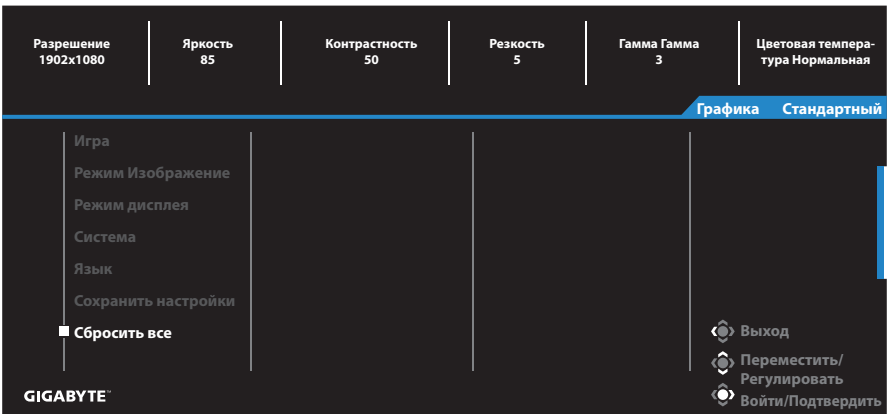 Разрешение
1902x1080
Яркость
85
Контрастность
50
Резкость
5
Гамма Гамма
3
Цветовая темпера-
тура Нормальная
Графика Стандартный
Игра
Режим Изображение
Режим дисплея
Система
Язык
Сохранить настройки
Сбросить все
Выход
Переместить/
Регулировать
Войти/Подтвердить
GIGABYTE™